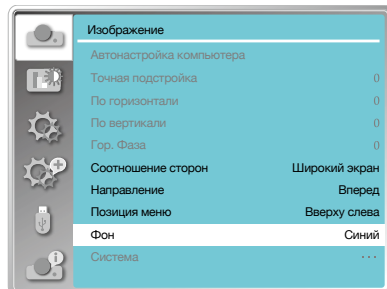 Изображение
Автонастройка компьютера
Точная подстройка 0
По горизонтали 0
По вертикали 0
Гор. Фаза 0
Соотношение сторон Широкий экран
Направление Вперед
Позиция меню Вверху слева
Фон Синий
Система ...